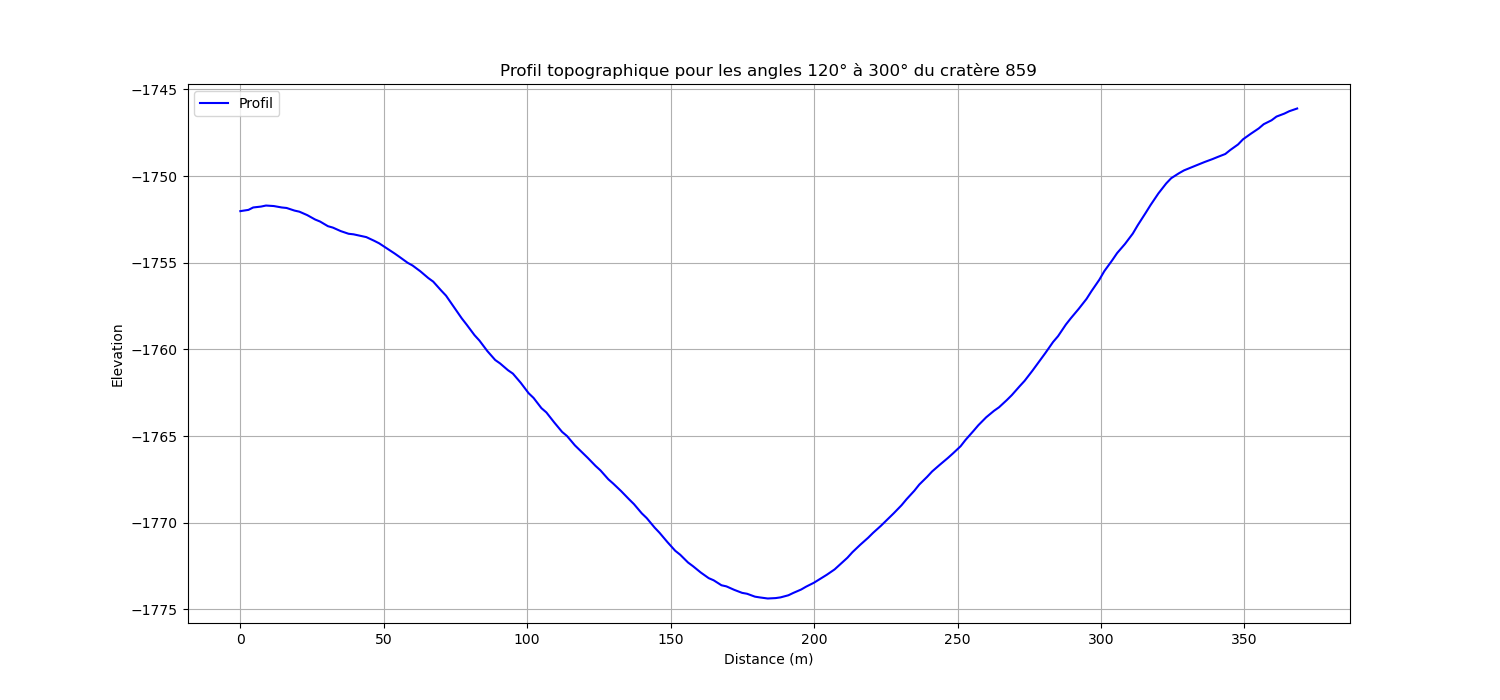 Profil topographique pour les angles 120° à 300° du cratère 859
Profil
Elevation
−1745
−1750
−1755
−1760
−1765
−1770
−1775
0 50 100 150 200 250 300 350
Distance (m)